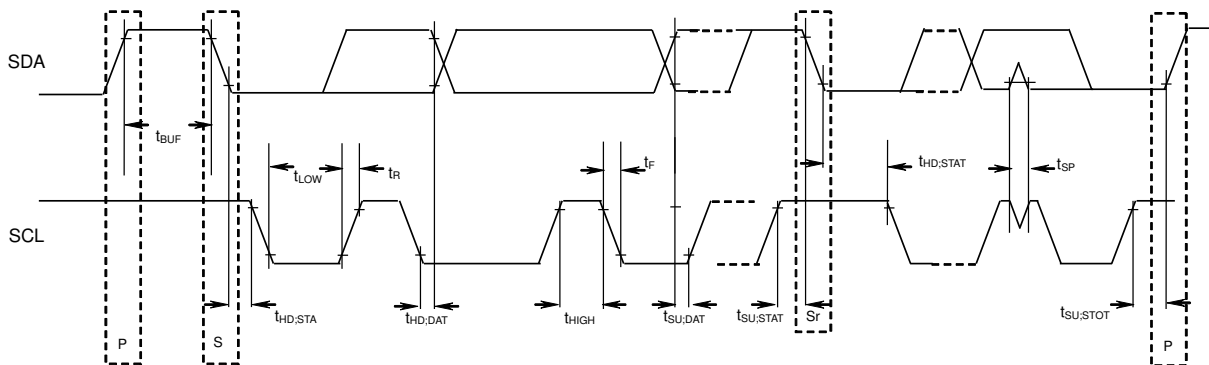 SDA
tBUF
tLOW
tR
tF
tHD;STAT
tSP
SCL
tHD;STA
tHD;DAT
tHIGH
tSU;DAT
tSU;STAT
Sr
tSU;STOT
P
S
P